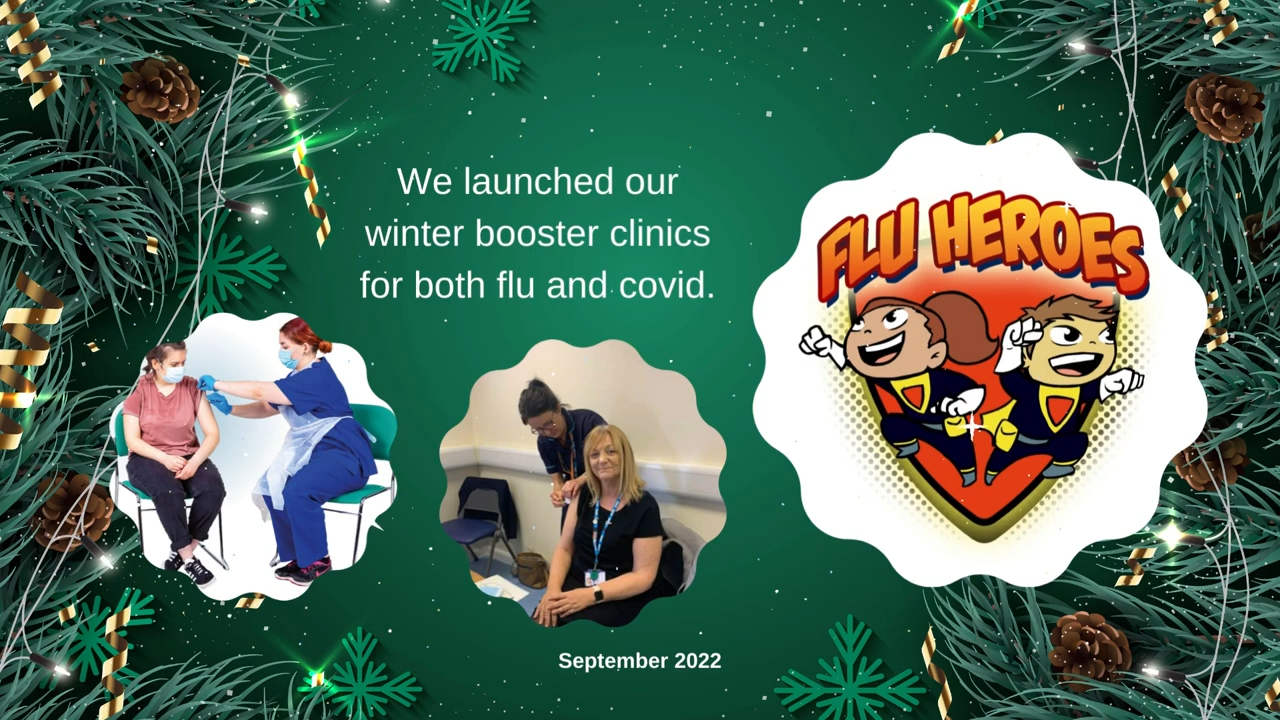 We launched our
winter booster clinics
for both flu and covid.
FLU HEROES
September 2022